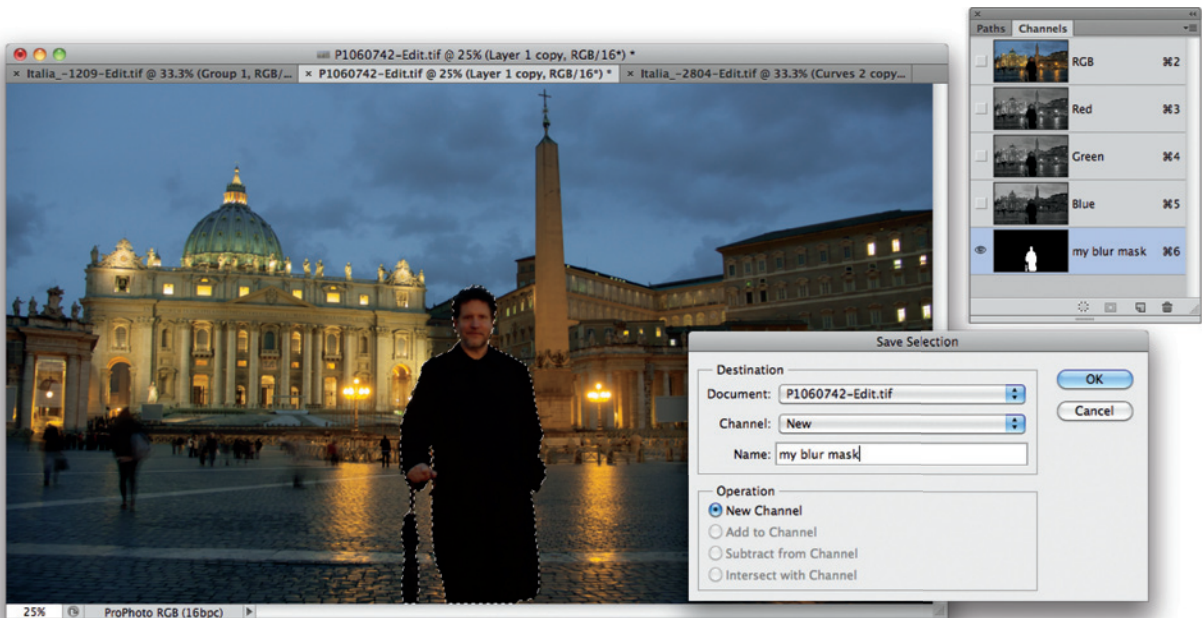 P1060742-Edit.tif @ 25% (Layer 1 copy, RGB/16*) *
× Italia_-1209-Edit.tif @ 33.3% (Group 1, RGB/...
× P1060742-Edit.tif @ 25% (Layer 1 copy, RGB/16*) *
× Italia_-2804-Edit.tif @ 33.3% (Curves 2 copy...
25%
ProPhoto RGB (16bpc)
Paths
Channels
RGB ⌘2
Red ⌘3
Green ⌘4
Blue ⌘5
my blur mask ⌘6
Save Selection
Destination
Document: P1060742-Edit.tif
Channel: New
Name: my blur mask
Operation
New Channel
Add to Channel
Subtract from Channel
Intersect with Channel
OK
Cancel